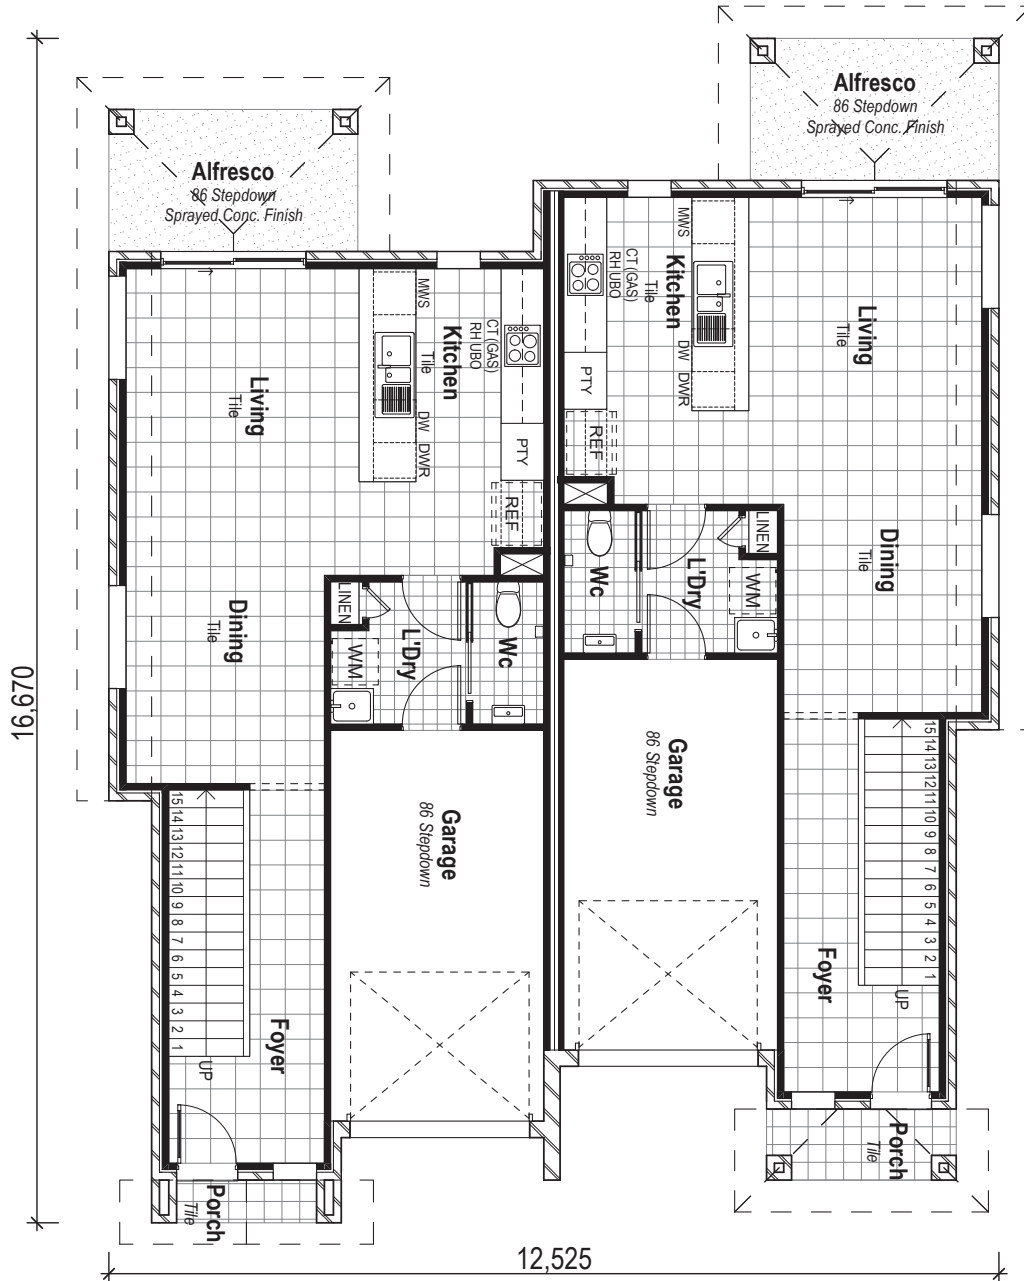 Alfresco
86 Stepdown
Sprayed Conc. Finish
Alfresco
86 Stepdown
Sprayed Conc. Finish
MWS
CT (GAS)
RH UBO
Kitchen
Tile
DW
DWR
PTY
REF
Living
Tile
Dining
Tile
LINEN
WM
L'Dry
Wc
Garage
86 Stepdown
15
14
13
12
11
10
9
8
7
6
5
4
3
2
1
UP
Foyer
Porch
Tile
MWS
CT (GAS)
RH UBO
Kitchen
Tile
DW
DWR
PTY
REF
Living
Tile
Dining
Tile
LINEN
WM
L'Dry
Wc
Garage
86 Stepdown
15
14
13
12
11
10
9
8
7
6
5
4
3
2
1
UP
Foyer
Porch
Tile
16,670
12,525